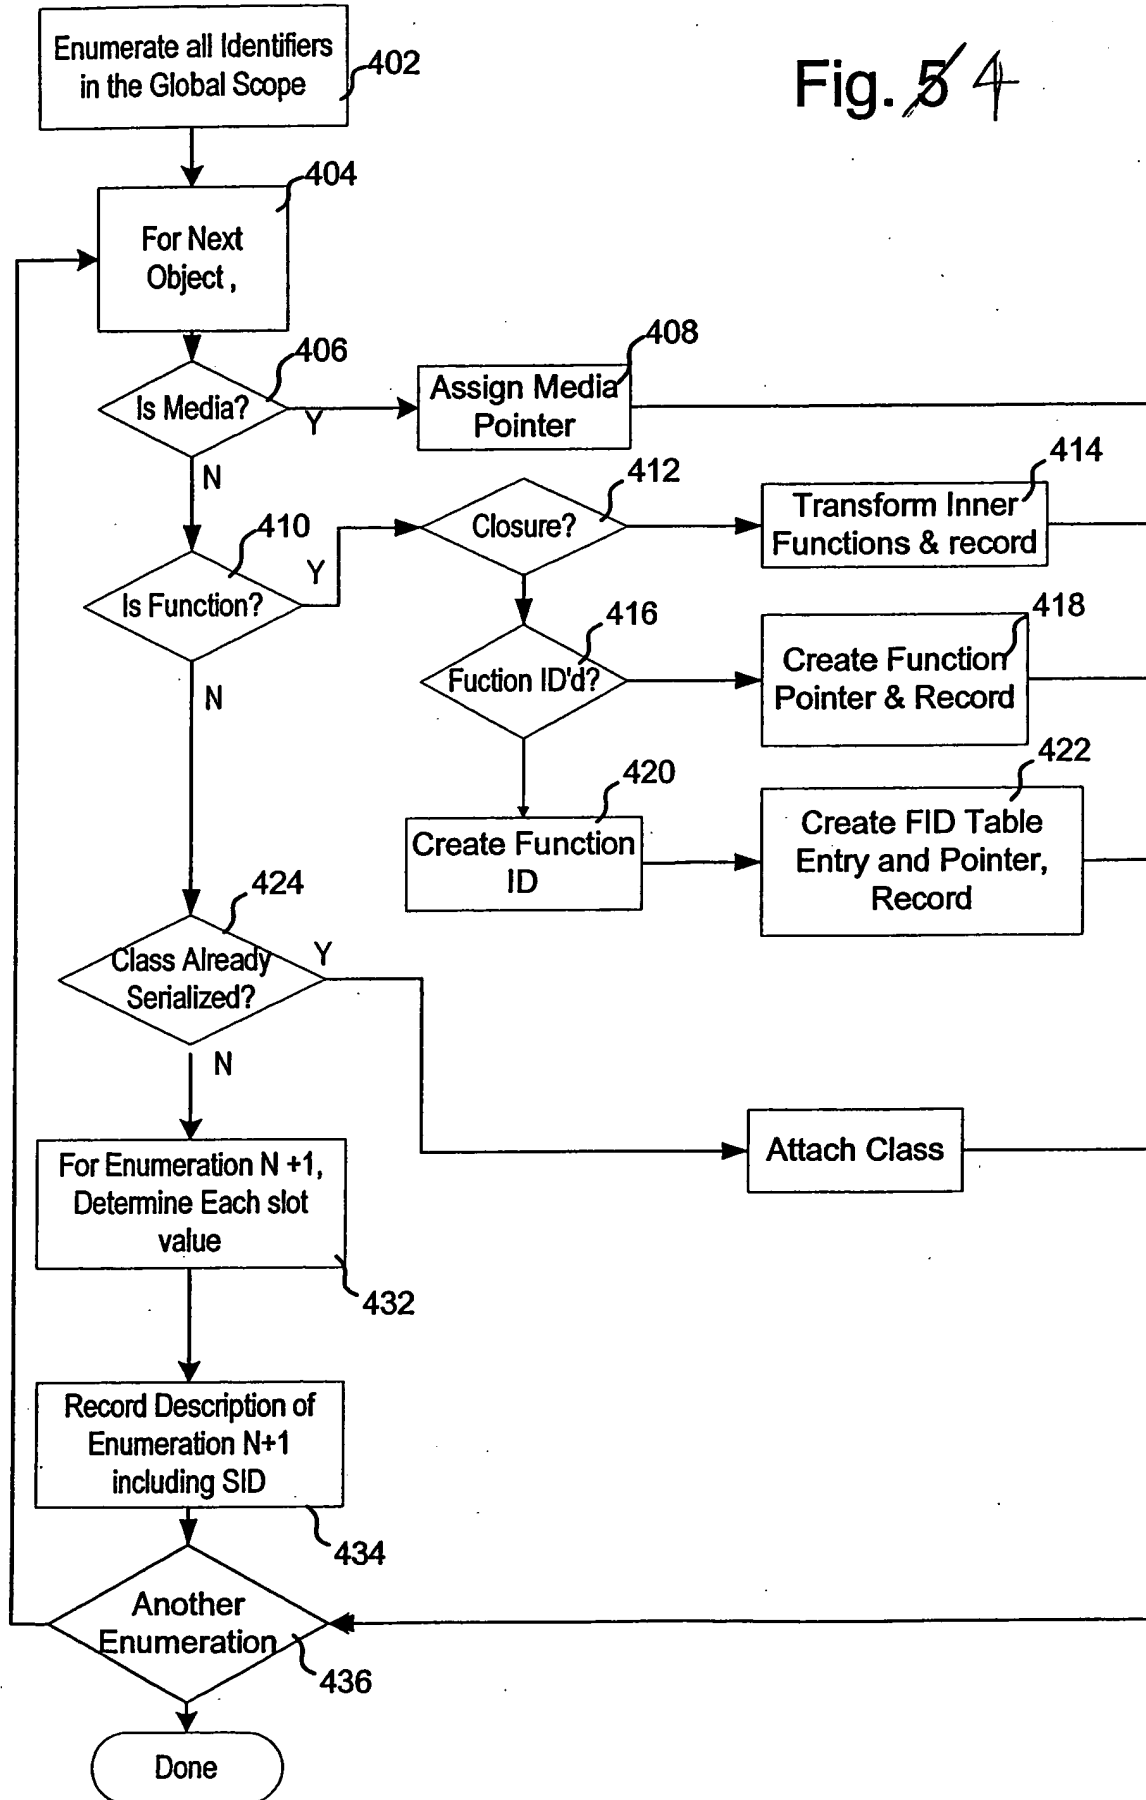 Enumerate all Identifiers
in the Global Scope
402
Fig. 5 4
404
For Next
Object ,
406
Is Media?
Y
408
Assign Media
Pointer
N
410
Is Function?
Y
412
Closure?
414
Transform Inner
Functions & record
416
Fuction ID'd?
418
Create Function
Pointer & Record
N
420
Create Function
ID
422
Create FID Table
Entry and Pointer,
Record
424
Class Already
Serialized?
Y
N
Attach Class
For Enumeration N +1,
Determine Each slot
value
432
Record Description of
Enumeration N+1
including SID
434
Another
Enumeration
436
Done